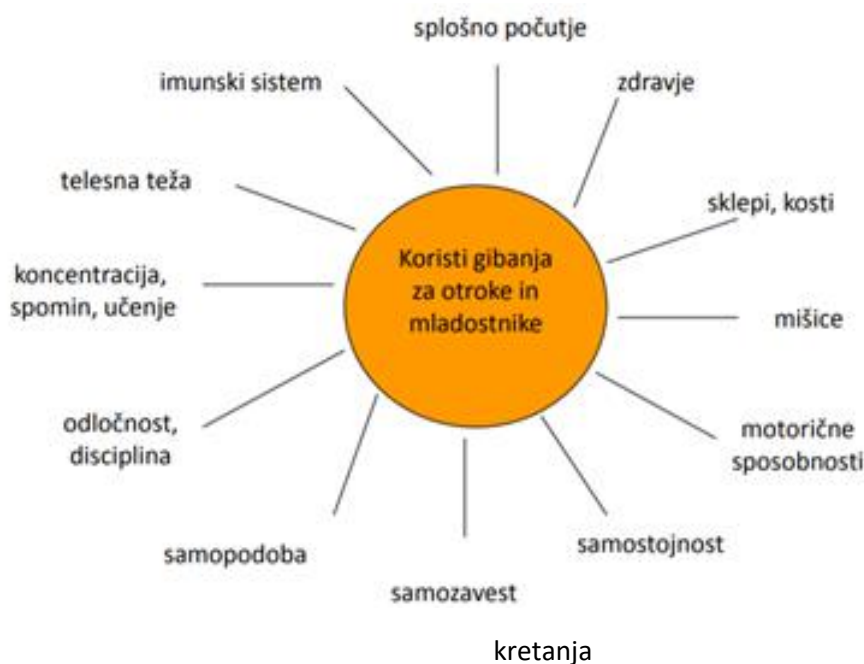 splošno počutje
imunski sistem
zdravje
telesna teža
sklepi, kosti
Koristi gibanja
za otroke in
mladostnike
koncentracija,
spomin, učenje
mišice
odločnost,
disciplina
motorične
sposobnosti
samopodoba
samostojnost
samozavest
kretanja